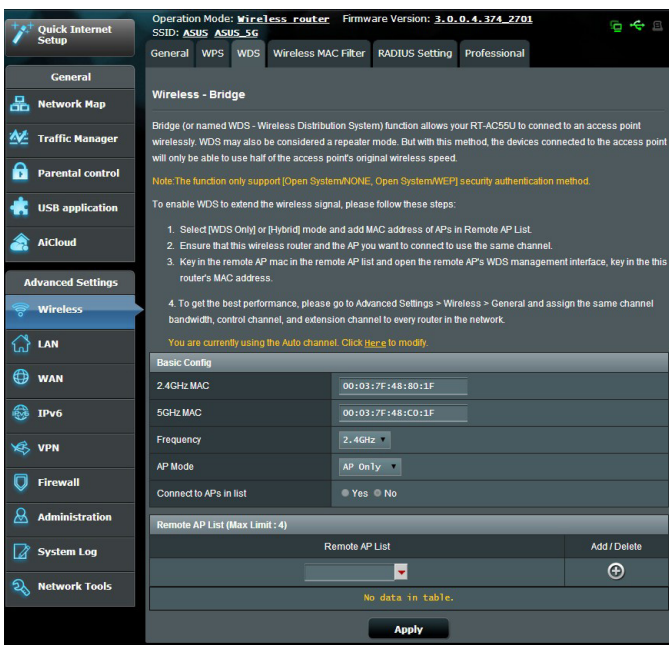 Quick Internet
Setup
General
Network Map
Traffic Manager
Parental control
USB application
AiCloud
Advanced Settings
Wireless
LAN
WAN
IPv6
VPN
Firewall
Administration
System Log
Network Tools
Operation Mode: Wireless router Firmware Version: 3.0.0.4.374_2701
SSID: ASUS ASUS_5G
General WPS WDS Wireless MAC Filter RADIUS Setting Professional
Wireless - Bridge
Bridge (or named WDS - Wireless Distribution System) function allows your RT-AC55U to connect to an access point
wirelessly. WDS may also be considered a repeater mode. But with this method, the devices connected to the access point
will only be able to use half of the access point's original wireless speed.
Note:The function only support [Open System/NONE, Open System/WEP] security authentication method.
To enable WDS to extend the wireless signal, please follow these steps:
1. Select [WDS Only] or [Hybrid] mode and add MAC address of APs in Remote AP List.
2. Ensure that this wireless router and the AP you want to connect to use the same channel.
3. Key in the remote AP mac in the remote AP list and open the remote AP's WDS management interface, key in the this
router's MAC address.
4. To get the best performance, please go to Advanced Settings > Wireless > General and assign the same channel
bandwidth, control channel, and extension channel to every router in the network.
You are currently using the Auto channel. Click Here to modify.
Basic Config
2.4GHz MAC 00:03:7F:48:80:1F
5GHz MAC 00:03:7F:48:C0:1F
Frequency 2.4GHz
AP Mode AP Only
Connect to APs in list Yes No
Remote AP List (Max Limit : 4)
Remote AP List Add / Delete
No data in table.
Apply